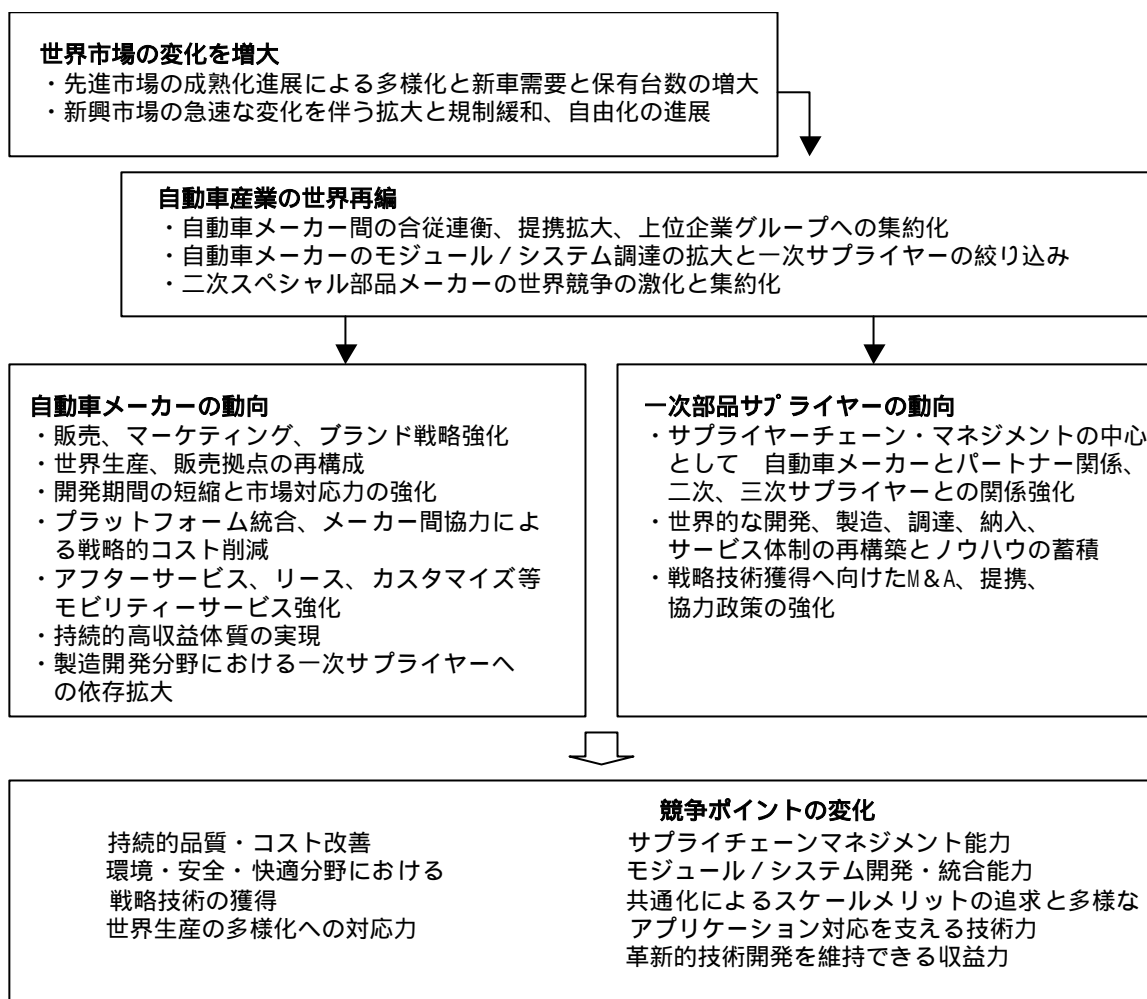 世界市場の変化を増大
・先進市場の成熟化進展による多様化と新車需要と保有台数の増大
・新興市場の急速な変化を伴う拡大と規制緩和、自由化の進展
自動車産業の世界再編
・自動車メーカー間の合従連衡、提携拡大、上位企業グループへの集約化
・自動車メーカーのモジュール / システム調達の拡大と一次サプライヤーの絞り込み
・二次スペシャル部品メーカーの世界競争の激化と集約化
自動車メーカーの動向
・販売、マーケティング、ブランド戦略強化
・世界生産、販売拠点の再構成
・開発期間の短縮と市場対応力の強化
・プラットフォーム統合、メーカー間協力によ
る戦略的コスト削減
・アフターサービス、リース、カスタマイズ等
モビリティーサービス強化
・持続的高収益体質の実現
・製造開発分野における一次サプライヤーへ
の依存拡大
一次部品サプライヤーの動向
・サプライヤーチェーン・マネジメントの中心
として 自動車メーカーとパートナー関係、
二次、三次サプライヤーとの関係強化
・世界的な開発、製造、調達、納入、
サービス体制の再構築とノウハウの蓄積
・戦略技術獲得へ向けたM&A、提携、
協力政策の強化
競争ポイントの変化
持続的品質・コスト改善
環境・安全・快適分野における
戦略技術の獲得
世界生産の多様化への対応力
サプライチェーンマネジメント能力
モジュール / システム開発・統合能力
共通化によるスケールメリットの追求と多様な
アプリケーション対応を支える技術力
革新的技術開発を維持できる収益力